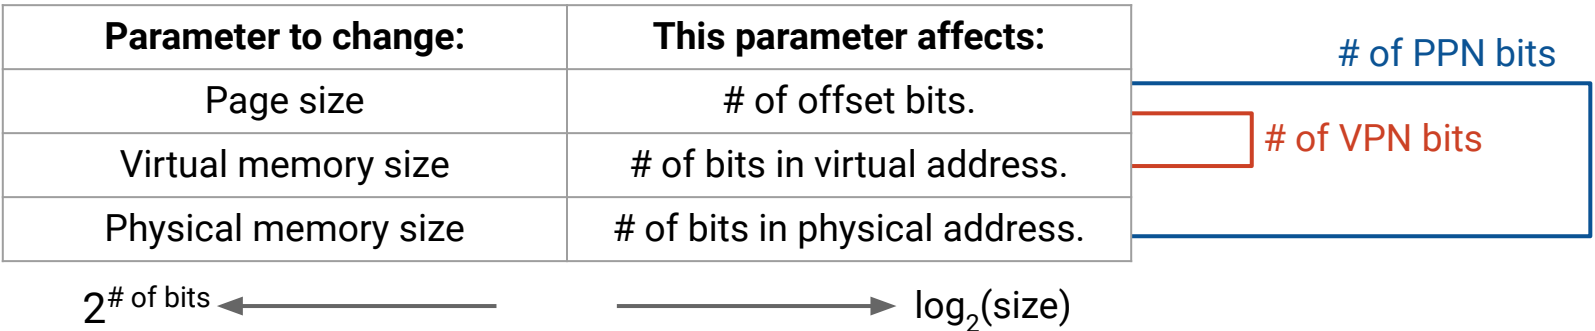 Parameter to change: This parameter affects:
# of PPN bits
Page size # of offset bits.
# of VPN bits
Virtual memory size # of bits in virtual address.
Physical memory size # of bits in physical address.
2^# of bits log₂(size)